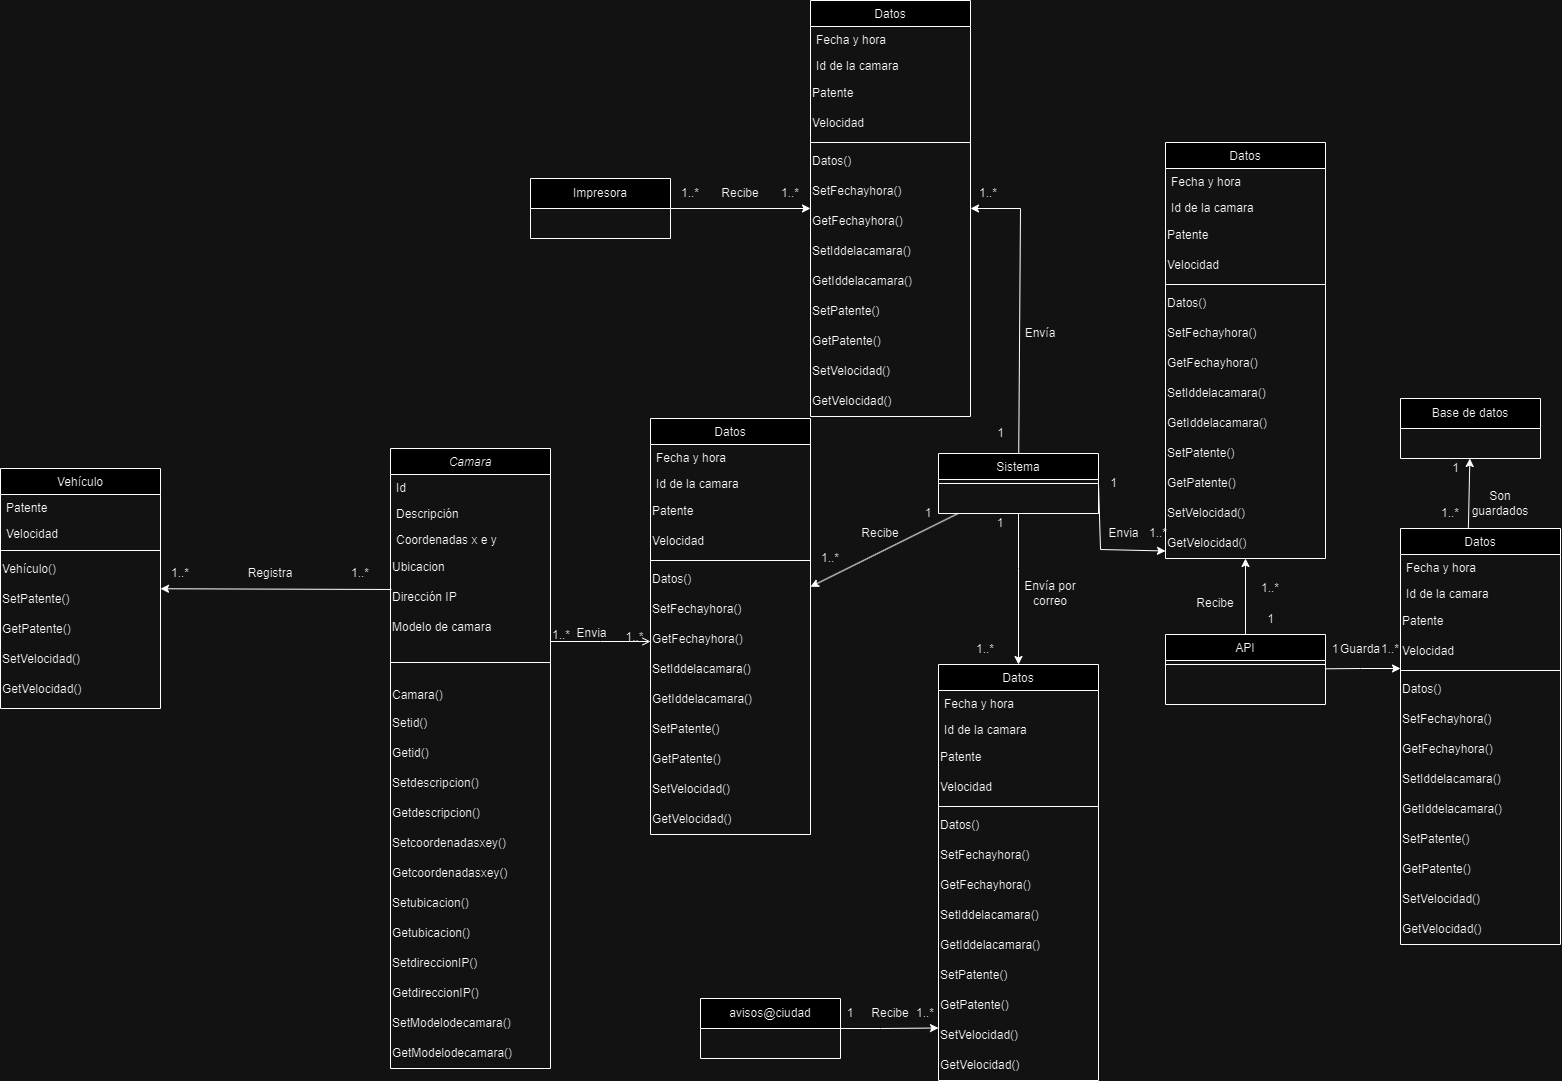 Datos
Fecha y hora
Id de la camara
Patente
Velocidad
Datos()
SetFechayhora()
GetFechayhora()
SetIddelacamara()
GetIddelacamara()
SetPatente()
GetPatente()
SetVelocidad()
GetVelocidad()
Impresora
1..*
Recibe
1..*
1..*
Envía
1
Datos
Fecha y hora
Id de la camara
Patente
Velocidad
Datos()
SetFechayhora()
GetFechayhora()
SetIddelacamara()
GetIddelacamara()
SetPatente()
GetPatente()
SetVelocidad()
GetVelocidad()
Base de datos
1
Son
guardados
1..*
Vehículo
Patente
Velocidad
Vehículo()
SetPatente()
GetPatente()
SetVelocidad()
GetVelocidad()
1..*
Registra
1..*
Camara
Id
Descripción
Coordenadas x e y
Ubicacion
Dirección IP
Modelo de camara
Camara()
Setid()
Getid()
Setdescripcion()
Getdescripcion()
Setcoordenadasxey()
Getcoordenadasxey()
Setubicacion()
Getubicacion()
SetdireccionIP()
GetdireccionIP()
SetModelodecamara()
GetModelodecamara()
1..*
Envia
1..*
Datos
Fecha y hora
Id de la camara
Patente
Velocidad
Datos()
SetFechayhora()
GetFechayhora()
SetIddelacamara()
GetIddelacamara()
SetPatente()
GetPatente()
SetVelocidad()
GetVelocidad()
Sistema
1
Recibe
1..*
1
Envía por
correo
1..*
1
Envia
1..*
Recibe
1..*
1
API
1
Guarda
1..*
Datos
Fecha y hora
Id de la camara
Patente
Velocidad
Datos()
SetFechayhora()
GetFechayhora()
SetIddelacamara()
GetIddelacamara()
SetPatente()
GetPatente()
SetVelocidad()
GetVelocidad()
Datos
Fecha y hora
Id de la camara
Patente
Velocidad
Datos()
SetFechayhora()
GetFechayhora()
SetIddelacamara()
GetIddelacamara()
SetPatente()
GetPatente()
SetVelocidad()
GetVelocidad()
avisos@ciudad
1
Recibe
1..*